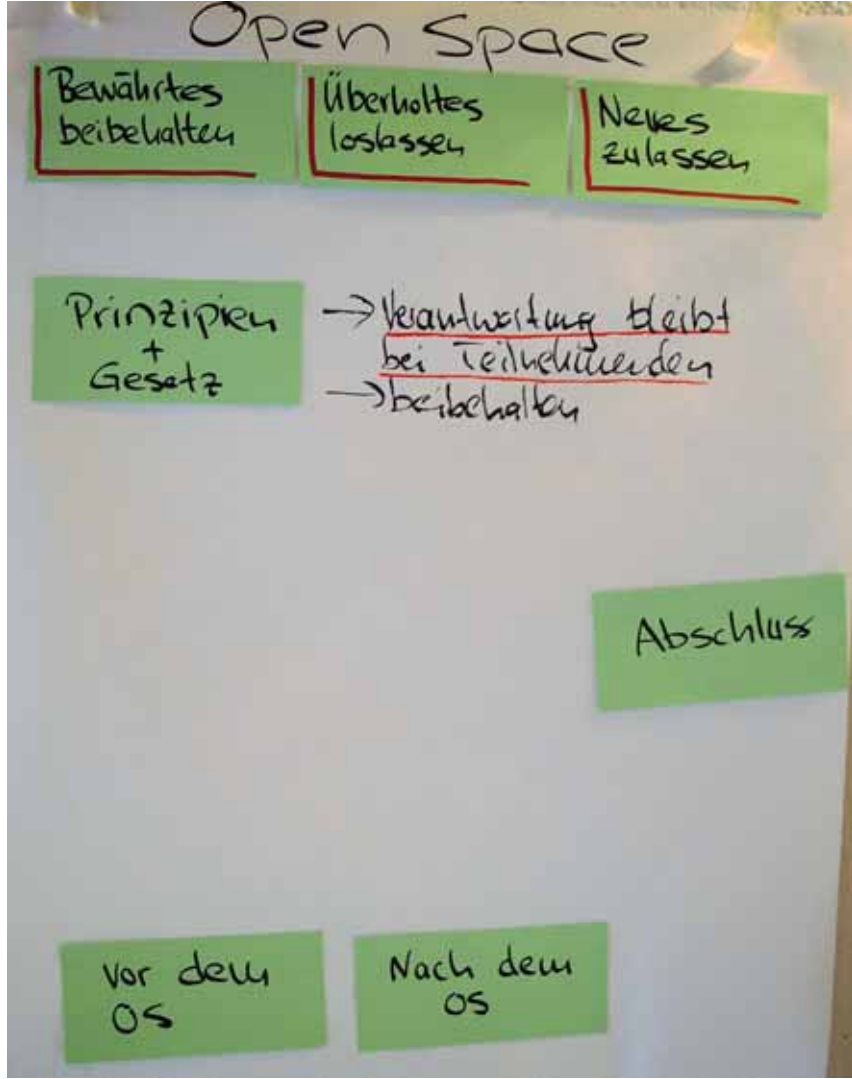 Open Space
Bewährtes
beibehalten
Überholtes
loslassen
Neues
zulassen
Prinzipien
+
Gesetz
→ Verantwortung bleibt
bei Teilnehmenden
→ beibehalten
Abschluss
Vor dem
OS
Nach dem
OS